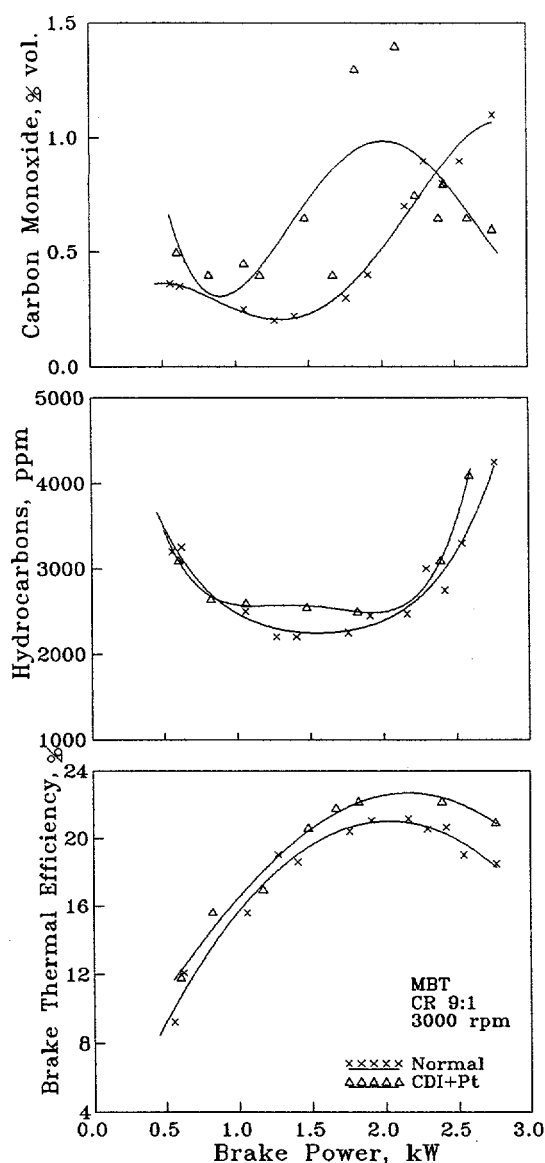 1.5
1.0
0.5
0.0
Carbon Monoxide, % vol.
5000
4000
3000
2000
1000
Hydrocarbons, ppm
24
20
16
12
8
4
Brake Thermal Efficiency, %
MBT
CR 9:1
3000 rpm
×××× Normal
△△△△△ CDI+Pt
0.0 0.5 1.0 1.5 2.0 2.5 3.0
Brake Power, kW